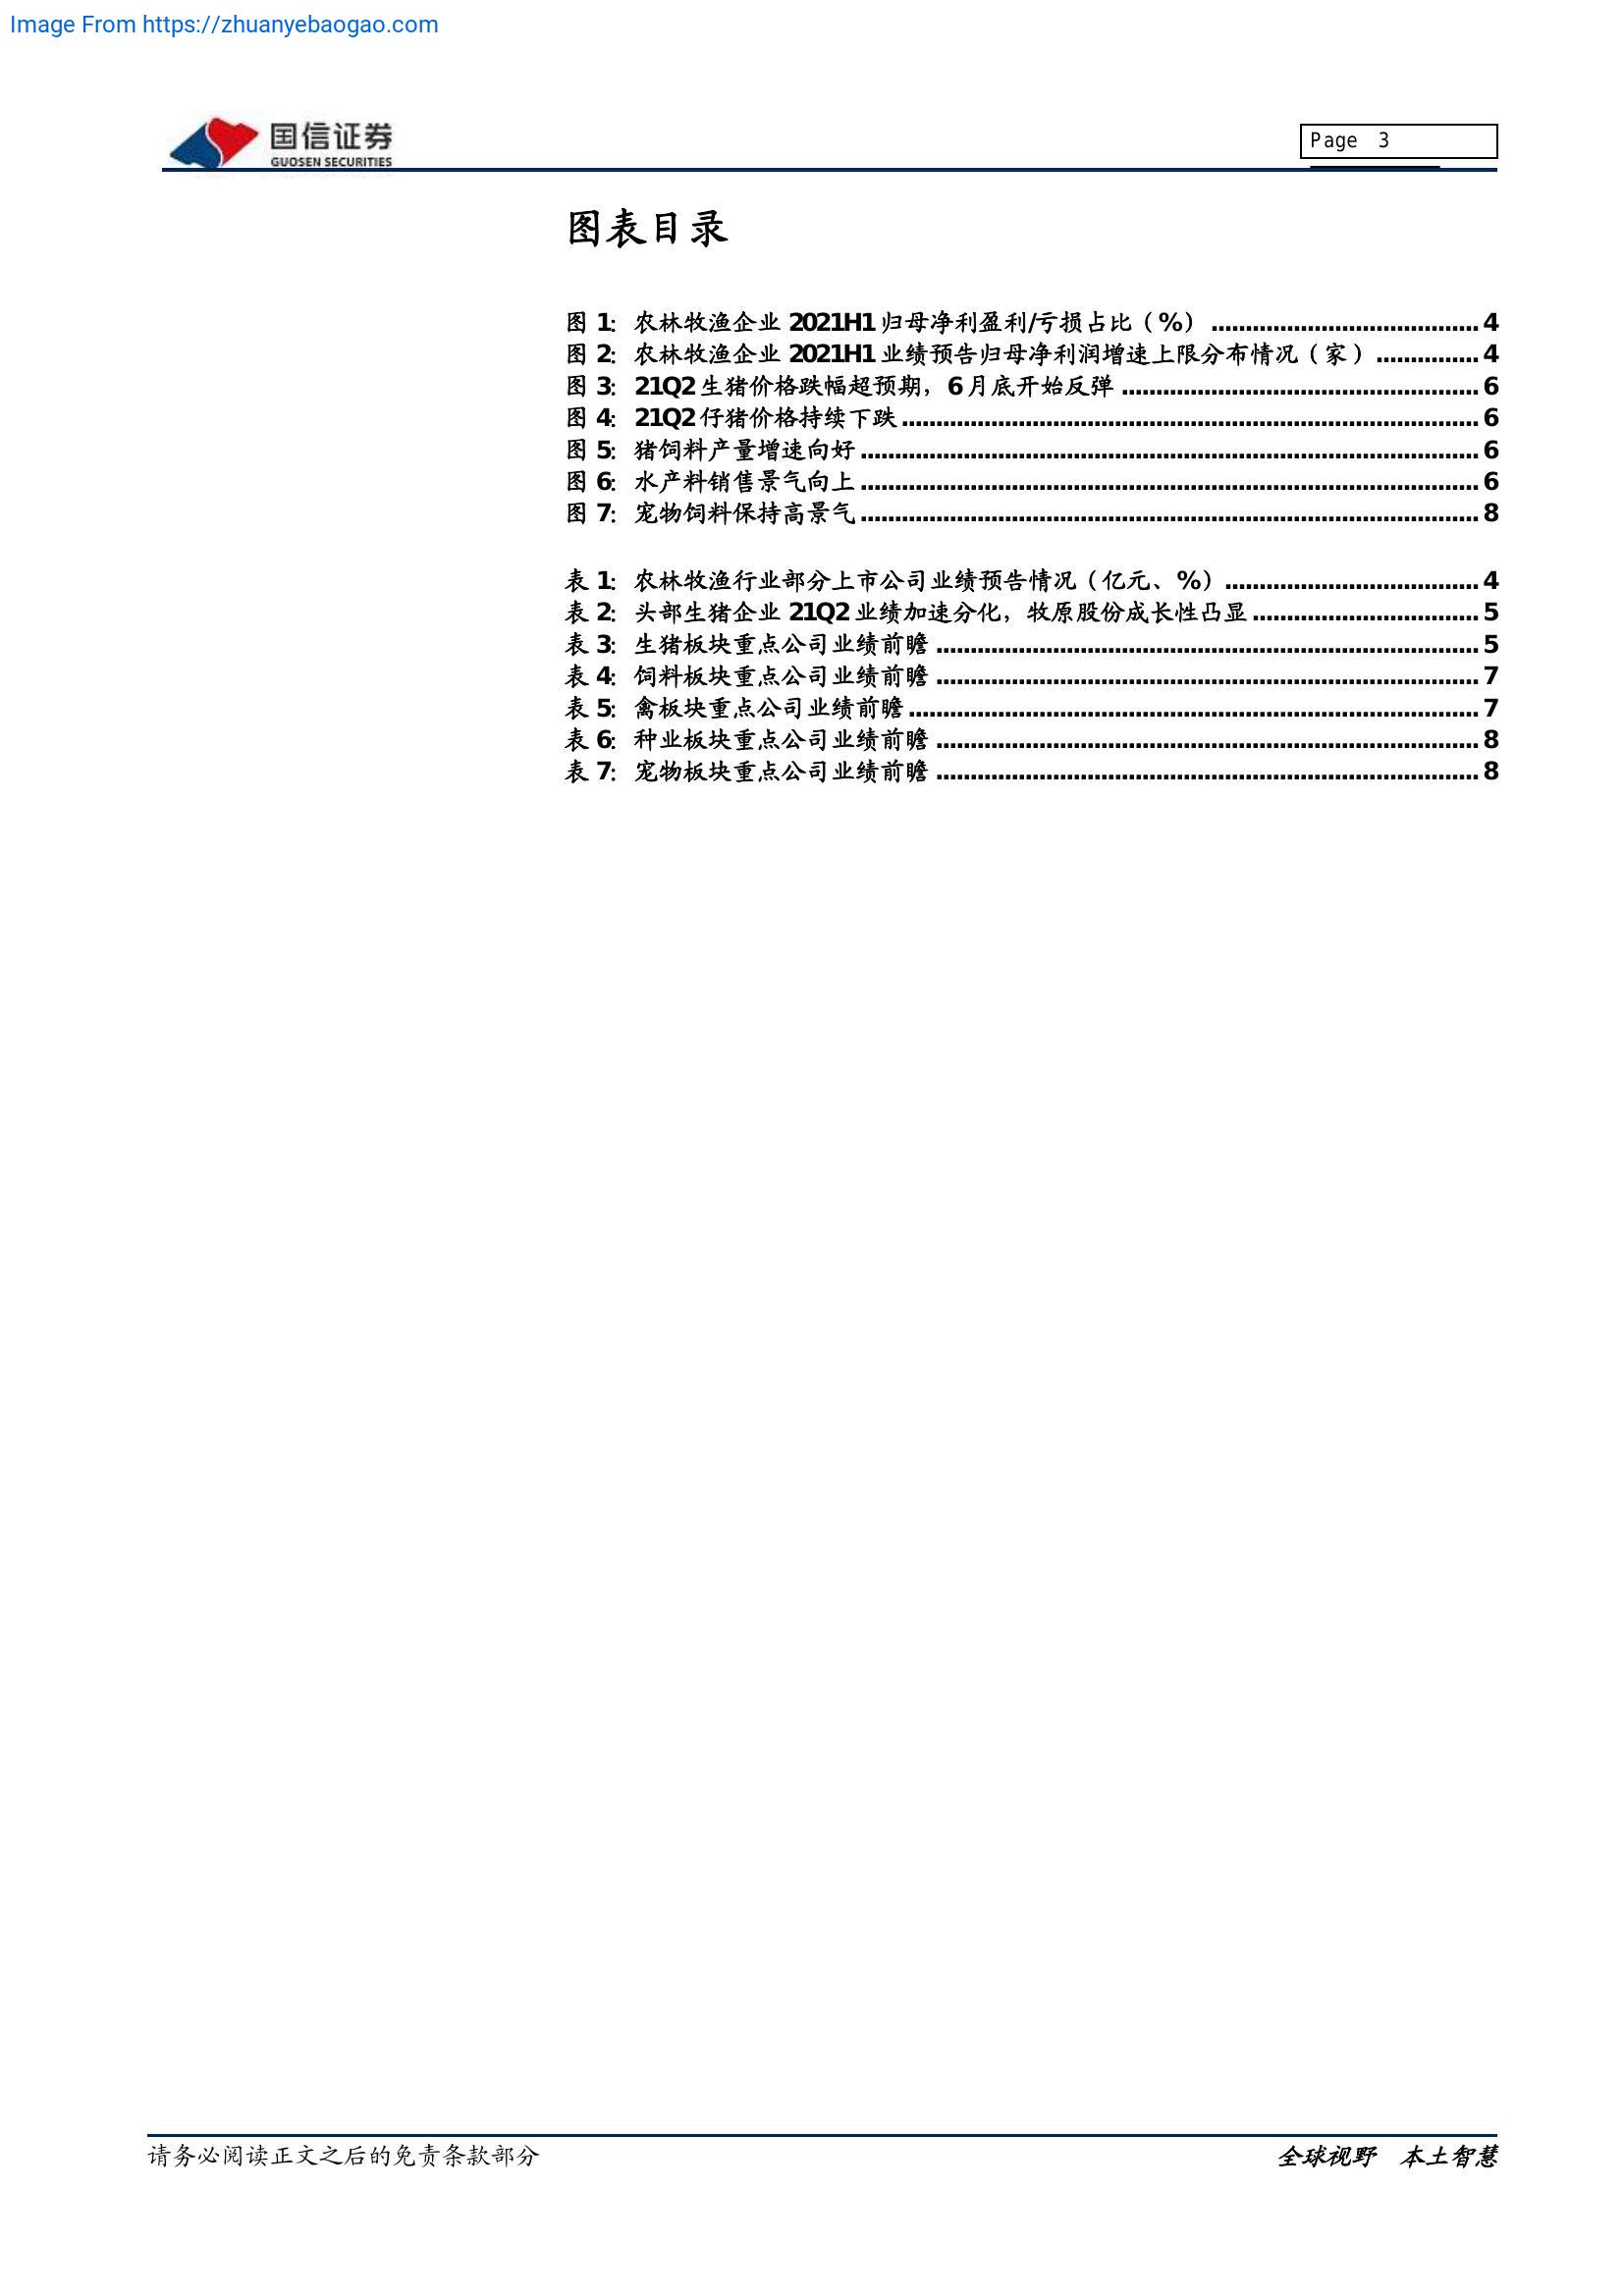 Image From https://zhuanyebaogao.com
国信证券
GUOSEN SECURITIES
Page 3
图表目录
图 1: 农林牧渔企业 2021H1 归母净利盈利/亏损占比（%） ....................................... 4
图 2: 农林牧渔企业 2021H1 业绩预告归母净利润增速上限分布情况（家） ............... 4
图 3: 21Q2 生猪价格跌幅超预期，6 月底开始反弹 .................................................... 6
图 4: 21Q2 仔猪价格持续下跌 .................................................................................... 6
图 5: 猪饲料产量增速向好 .......................................................................................... 6
图 6: 水产料销售景气向上 .......................................................................................... 6
图 7: 宠物饲料保持高景气 .......................................................................................... 8
表 1: 农林牧渔行业部分上市公司业绩预告情况（亿元、%） ..................................... 4
表 2: 头部生猪企业 21Q2 业绩加速分化，牧原股份成长性凸显 ................................. 5
表 3: 生猪板块重点公司业绩前瞻 ............................................................................... 5
表 4: 饲料板块重点公司业绩前瞻 ............................................................................... 7
表 5: 禽板块重点公司业绩前瞻 ................................................................................... 7
表 6: 种业板块重点公司业绩前瞻 ............................................................................... 8
表 7: 宠物板块重点公司业绩前瞻 ............................................................................... 8
请务必阅读正文之后的免责条款部分
全球视野 本土智慧